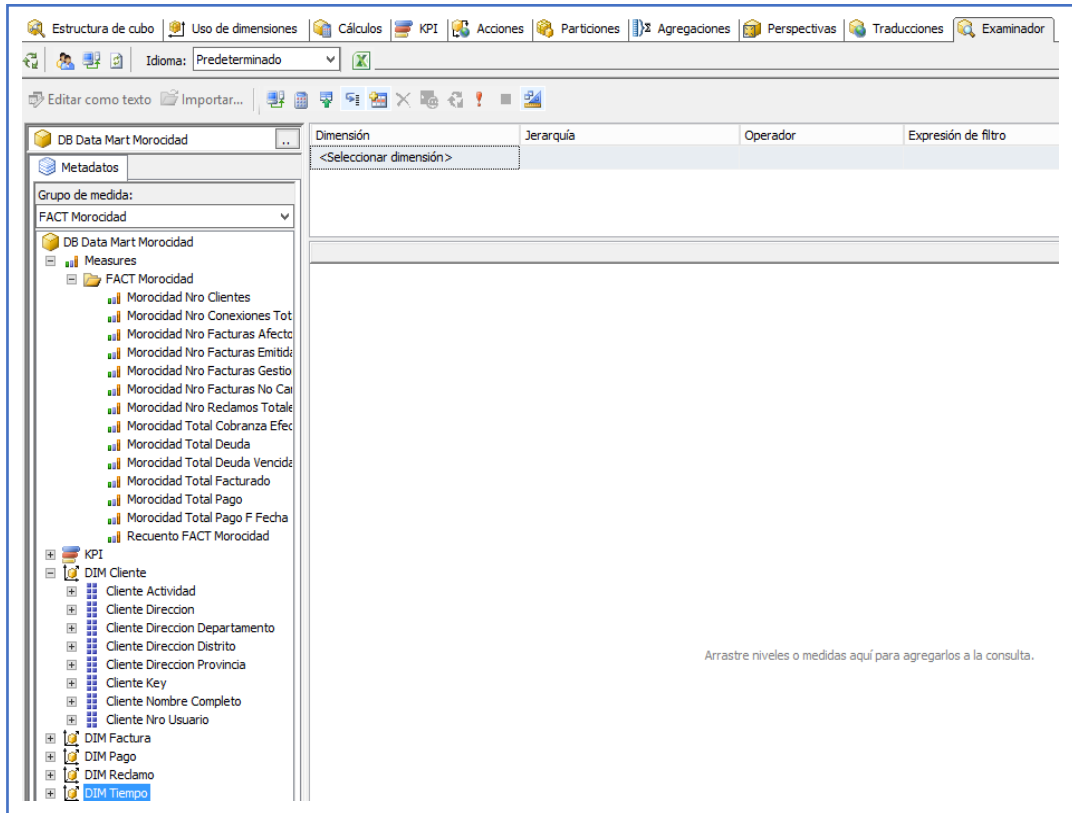 Estructura de cubo Uso de dimensiones Cálculos KPI Acciones Particiones Agregaciones Perspectivas Traducciones Examinador
Idioma: Predeterminado
Editar como texto Importar...
DB Data Mart Morocidad ..
Metadatos
Grupo de medida:
FACT Morocidad
DB Data Mart Morocidad
Measures
FACT Morocidad
Morocidad Nro Clientes
Morocidad Nro Conexiones Tot
Morocidad Nro Facturas Afecto
Morocidad Nro Facturas Emitida
Morocidad Nro Facturas Gestio
Morocidad Nro Facturas No Car
Morocidad Nro Reclamos Totale
Morocidad Total Cobranza Efec
Morocidad Total Deuda
Morocidad Total Deuda Vencida
Morocidad Total Facturado
Morocidad Total Pago
Morocidad Total Pago F Fecha
Recuento FACT Morocidad
KPI
DIM Cliente
Cliente Actividad
Cliente Direccion
Cliente Direccion Departamento
Cliente Direccion Distrito
Cliente Direccion Provincia
Cliente Key
Cliente Nombre Completo
Cliente Nro Usuario
DIM Factura
DIM Pago
DIM Reclamo
DIM Tiempo
Dimensión Jerarquía Operador Expresión de filtro
<Seleccionar dimensión>
Arrastre niveles o medidas aquí para agregarlos a la consulta.